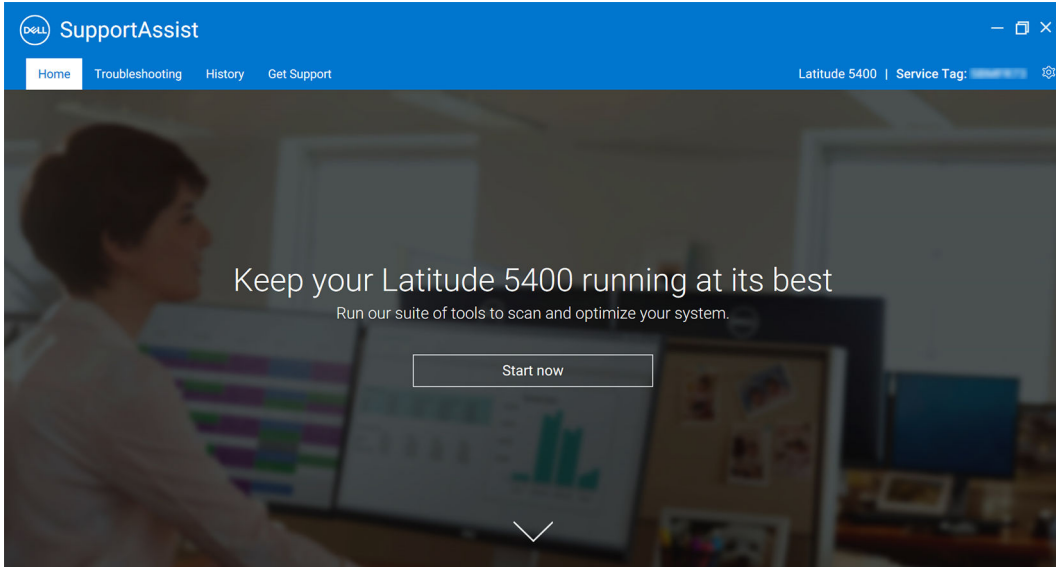 DELL
SupportAssist
Home Troubleshooting History Get Support Latitude 5400 | Service Tag:
Keep your Latitude 5400 running at its best
Run our suite of tools to scan and optimize your system.
Start now